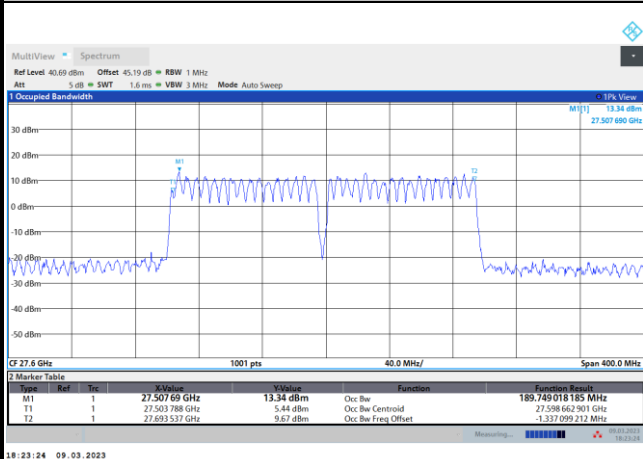 MultiView Spectrum
Ref Level 40.69 dBm Offset 45.19 dB RBW 1 MHz
Att 5 dB SWT 1.6 ms VBW 3 MHz Mode Auto Sweep
1 Occupied Bandwidth 1Pk View
M1[1] 13.34 dBm
27.507 690 GHz
30 dBm
20 dBm
M1
T2
10 dBm
0 dBm
-10 dBm
-20 dBm
-30 dBm
-40 dBm
-50 dBm
CF 27.6 GHz 1001 pts 40.0 MHz/ Span 400.0 MHz
2 Marker Table
Type Ref Trc X-Value Y-Value Function Function Result
M1 1 27.507 69 GHz 13.34 dBm Occ Bw 189.749 018 185 MHz
T1 1 27.503 788 GHz 5.44 dBm Occ Bw Centroid 27.598 662 901 GHz
T2 1 27.693 537 GHz 9.67 dBm Occ Bw Freq Offset -1.337 099 212 MHz
Measuring... 09.03.2023
18:23:24
18:23:24 09.03.2023